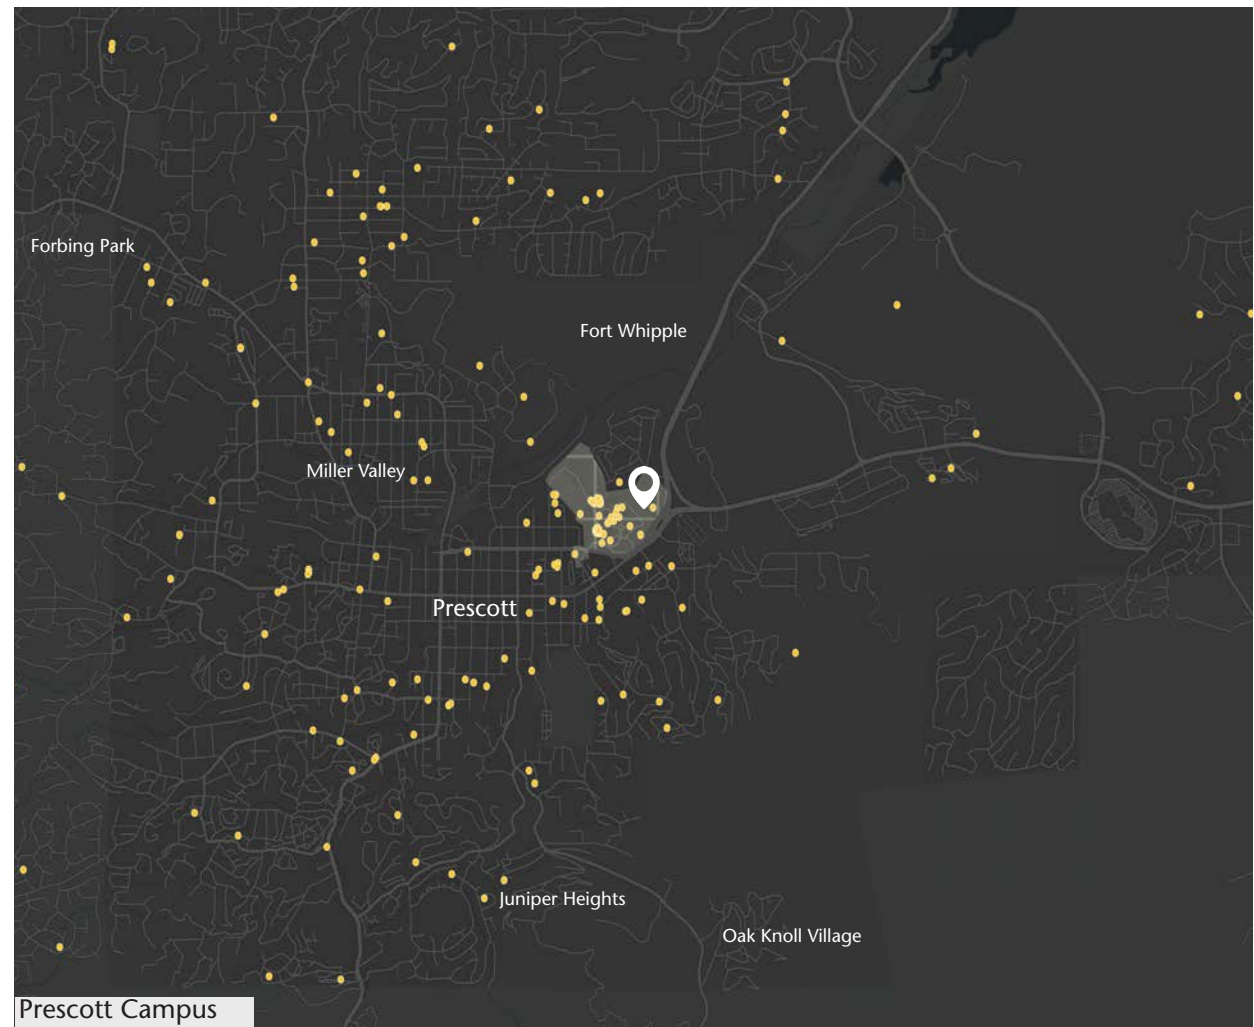 Forbing Park
Fort Whipple
Miller Valley
Prescott
Juniper Heights
Oak Knoll Village
Prescott Campus